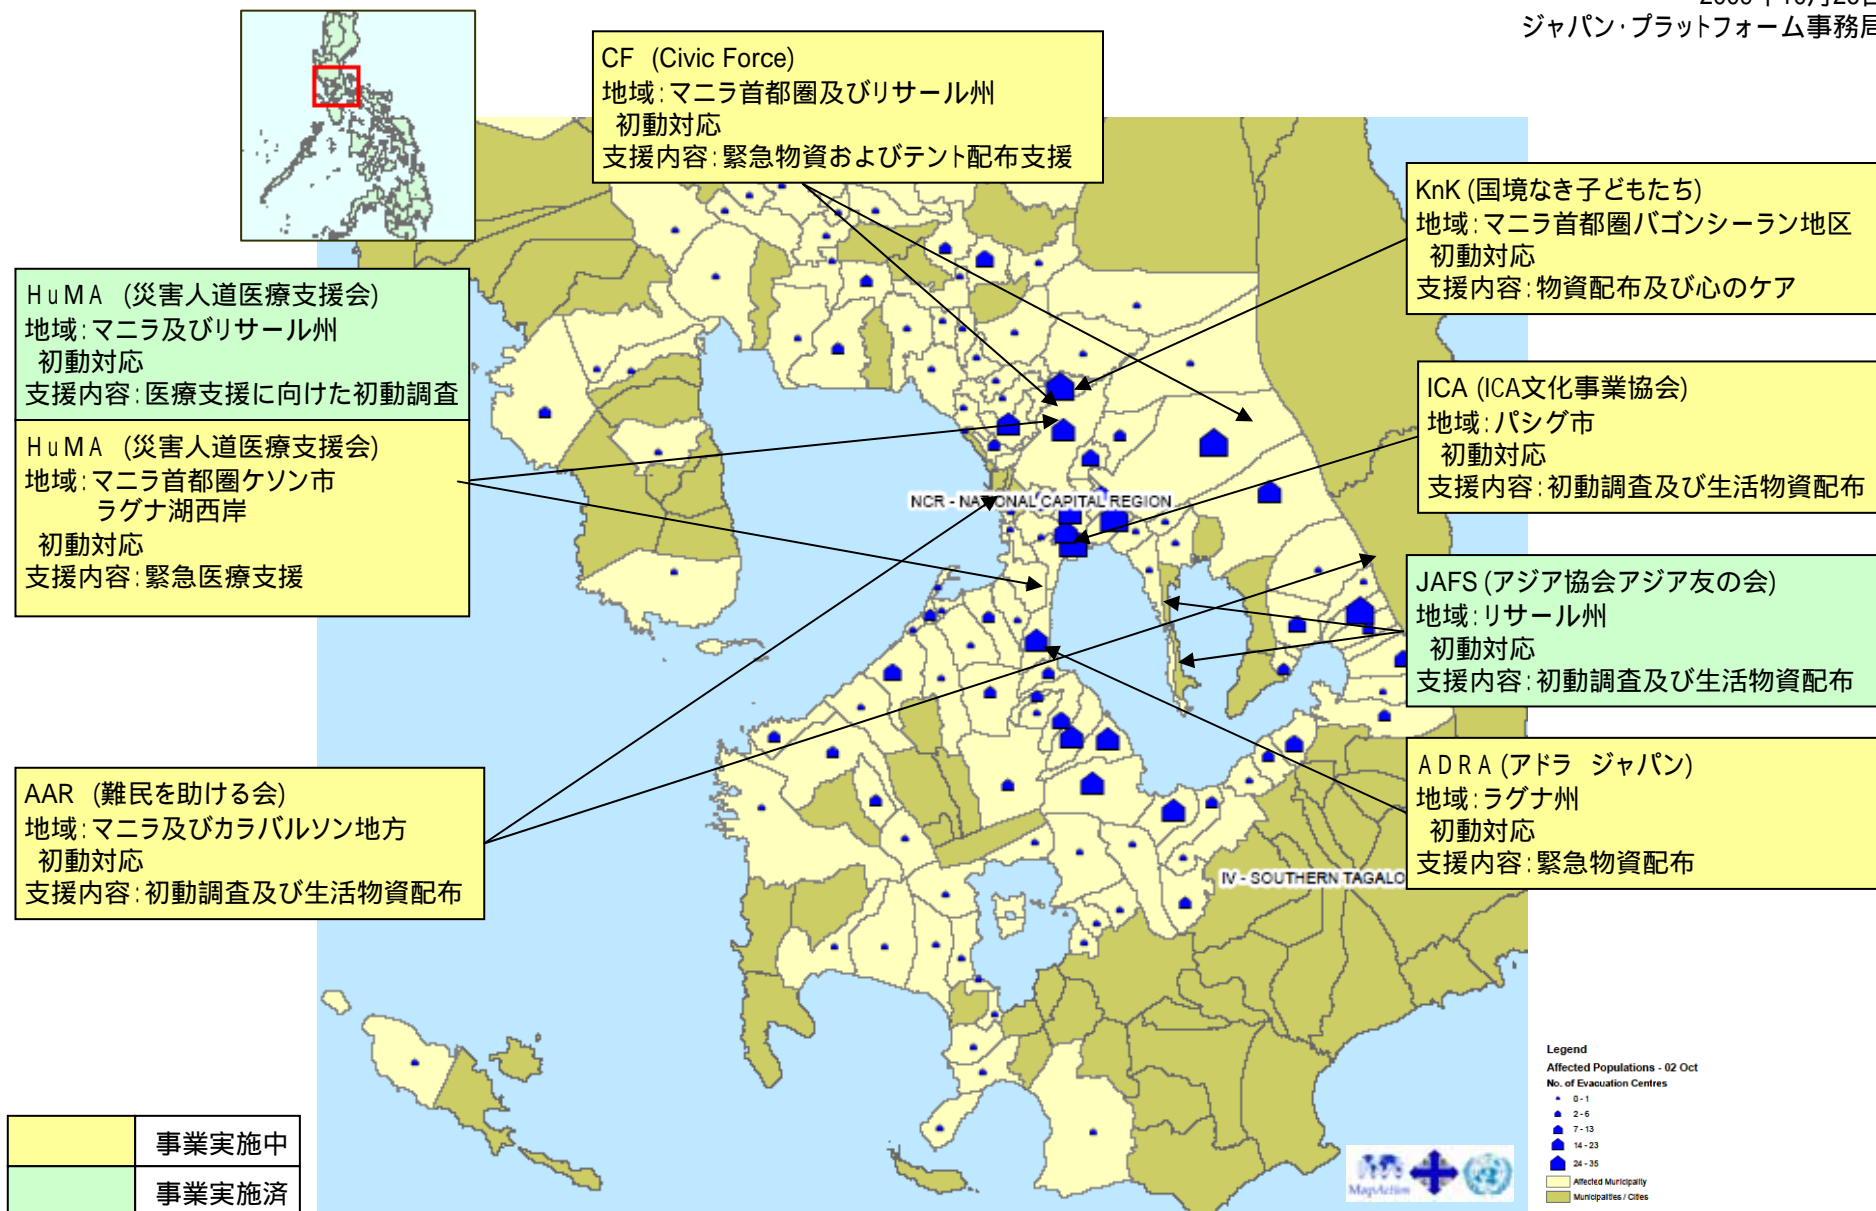 ジャパン・プラットフォーム事務局
CF (Civic Force)
地域：マニラ首都圏及びリサール州
初動対応
支援内容：緊急物資およびテント配布支援
KnK (国境なき子どもたち)
地域：マニラ首都圏バゴンシーラン地区
初動対応
支援内容：物資配布及び心のケア
HuMA (災害人道医療支援会)
地域：マニラ及びリサール州
初動対応
支援内容：医療支援に向けた初動調査
HuMA (災害人道医療支援会)
地域：マニラ首都圏ケソン市
ラグナ湖西岸
初動対応
支援内容：緊急医療支援
ICA (ICA文化事業協会)
地域：パシグ市
初動対応
支援内容：初動調査及び生活物資配布
NCR - NATIONAL CAPITAL REGION
JAFS (アジア協会アジア友の会)
地域：リサール州
初動対応
支援内容：初動調査及び生活物資配布
AAR (難民を助ける会)
地域：マニラ及びカラバルソン地方
初動対応
支援内容：初動調査及び生活物資配布
ADRA (アドラ ジャパン)
地域：ラグナ州
初動対応
支援内容：緊急物資配布
IV - SOUTHERN TAGALO
事業実施中
事業実施済
MapAction
Legend
Affected Populations - 02 Oct
No. of Evacuation Centres
0 - 1
2 - 6
7 - 13
14 - 23
24 - 35
Affected Municipality
Municipalities / Cities